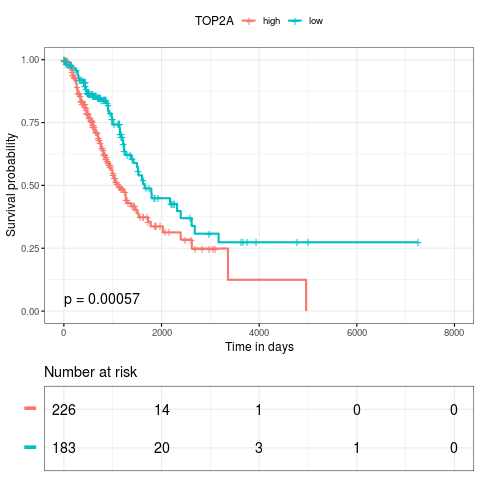 TOP2A high low
Survival probability
1.00
0.75
0.50
0.25
0.00
p = 0.00057
0 2000 4000 6000 8000
Time in days
Number at risk
226 14 1 0 0
183 20 3 1 0